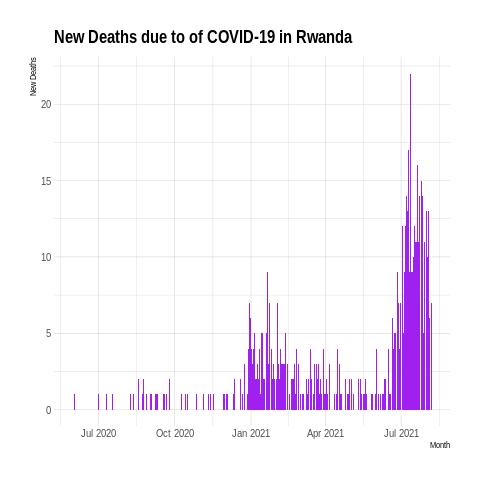 New Deaths due to of COVID-19 in Rwanda
New Deaths
20
15
10
5
0
Jul 2020 Oct 2020 Jan 2021 Apr 2021 Jul 2021
Month